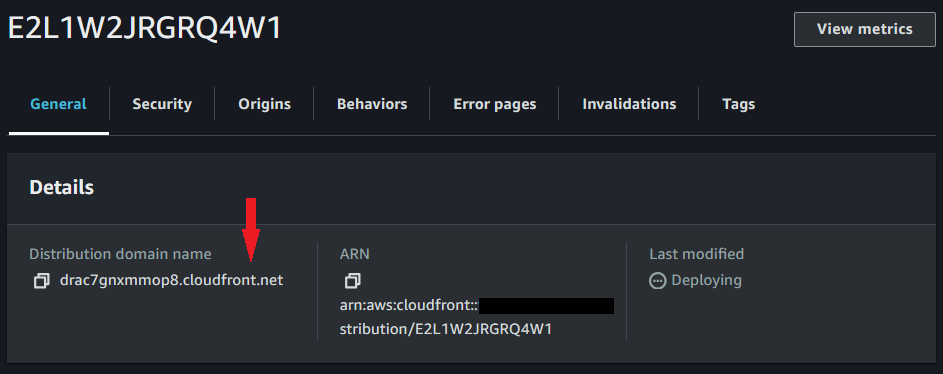 E2L1W2JRGRQ4W1
View metrics
General
Security
Origins
Behaviors
Error pages
Invalidations
Tags
Details
Distribution domain name
drac7gnxmmop8.cloudfront.net
ARN
arn:aws:cloudfront::
stribution/E2L1W2JRGRQ4W1
Last modified
Deploying